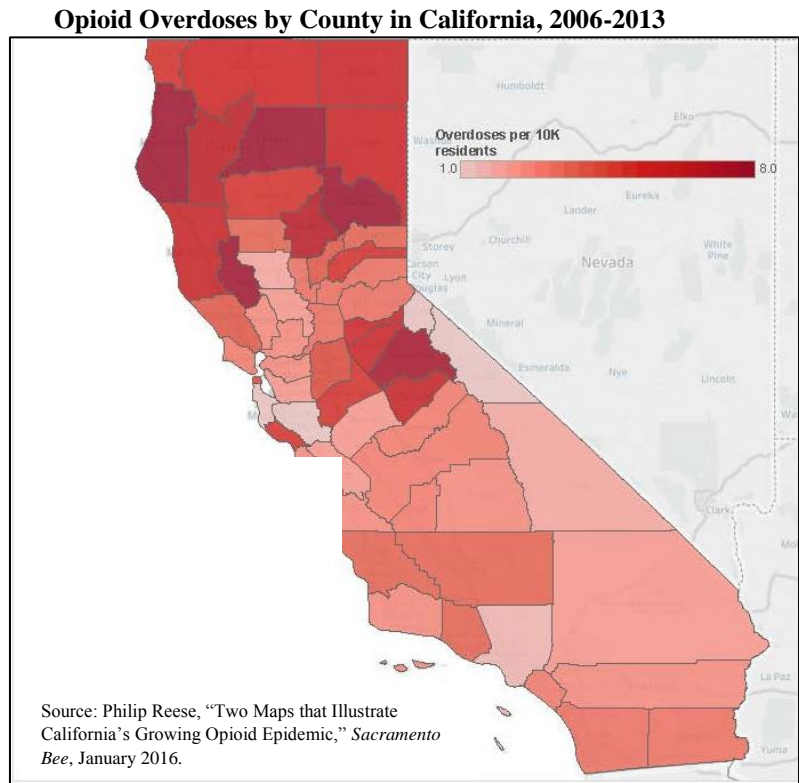 Opioid Overdoses by County in California, 2006-2013
Humboldt
Elko
Overdoses per 10K
residents
1.0
8.0
Eureka
Lander
Storey
Churchill
White
Pine
Carson
City
Lyon
Douglas
Nevada
Mineral
Esmeralda
Nye
Lincoln
Clark
La Paz
Yuma
Source: Philip Reese, “Two Maps that Illustrate
California’s Growing Opioid Epidemic,” Sacramento
Bee, January 2016.